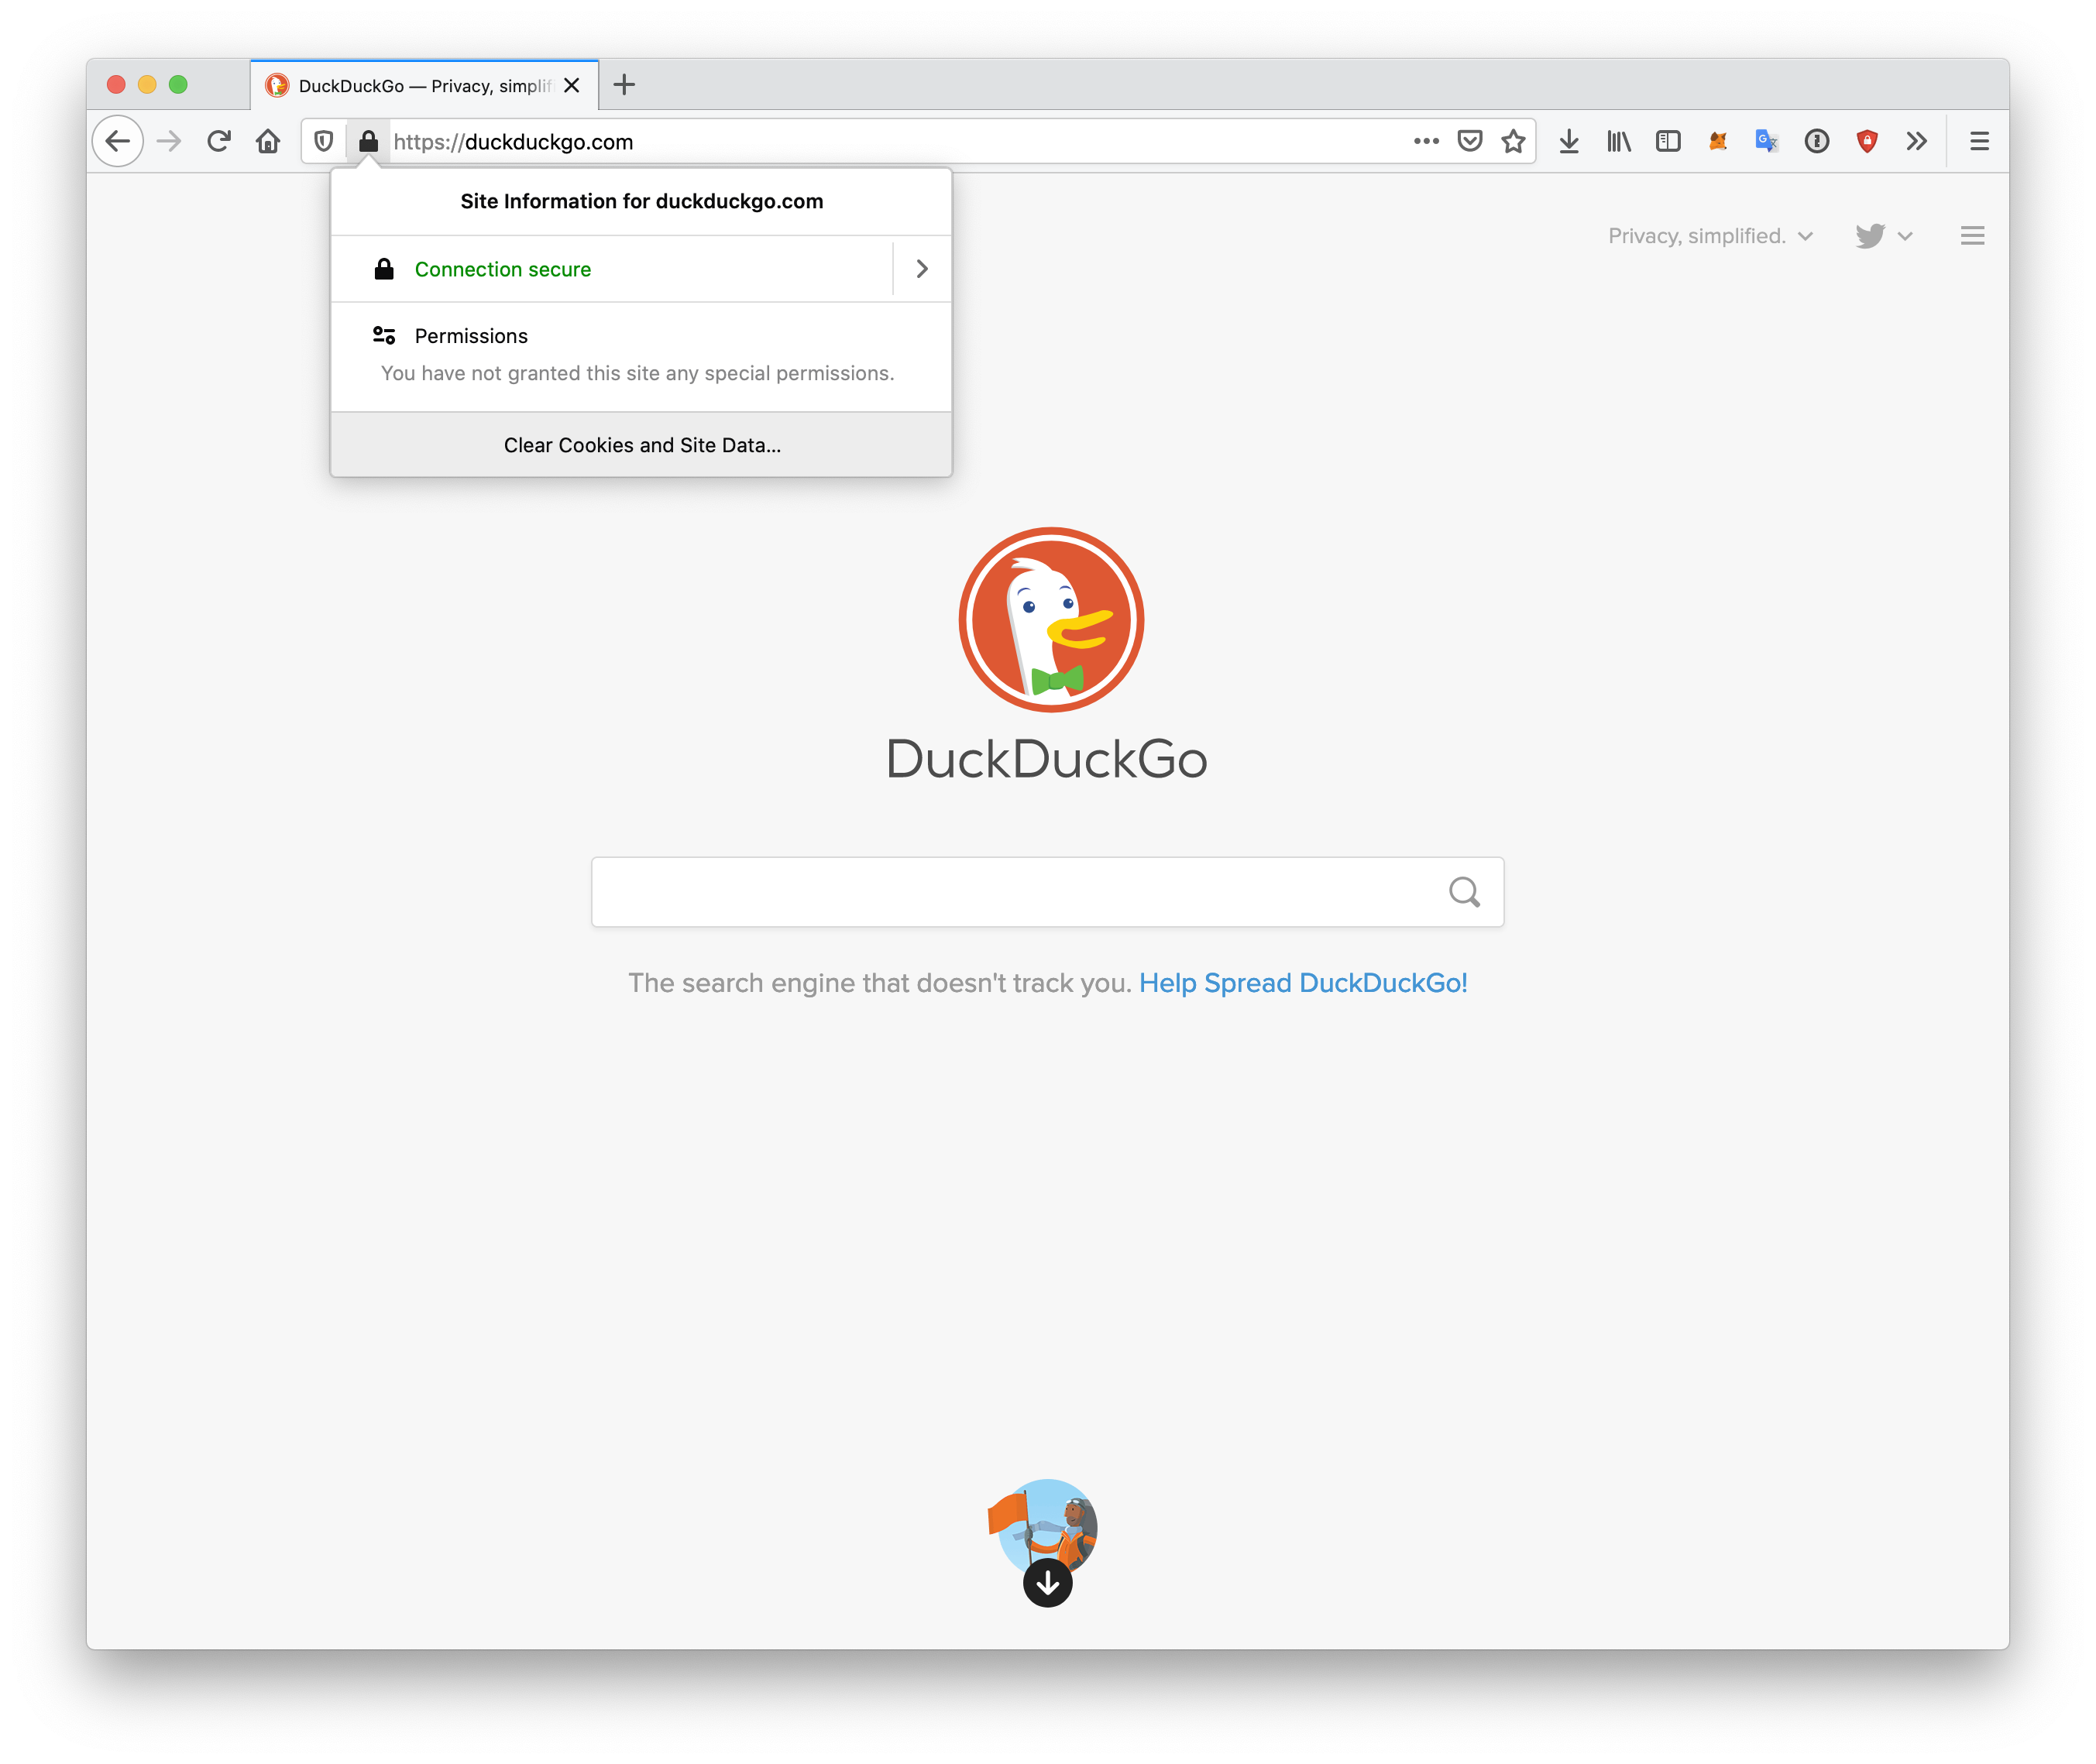 DuckDuckGo — Privacy, simplif
https://duckduckgo.com
Site Information for duckduckgo.com
Connection secure
Permissions
You have not granted this site any special permissions.
Clear Cookies and Site Data...
Privacy, simplified.
DuckDuckGo
The search engine that doesn't track you. Help Spread DuckDuckGo!